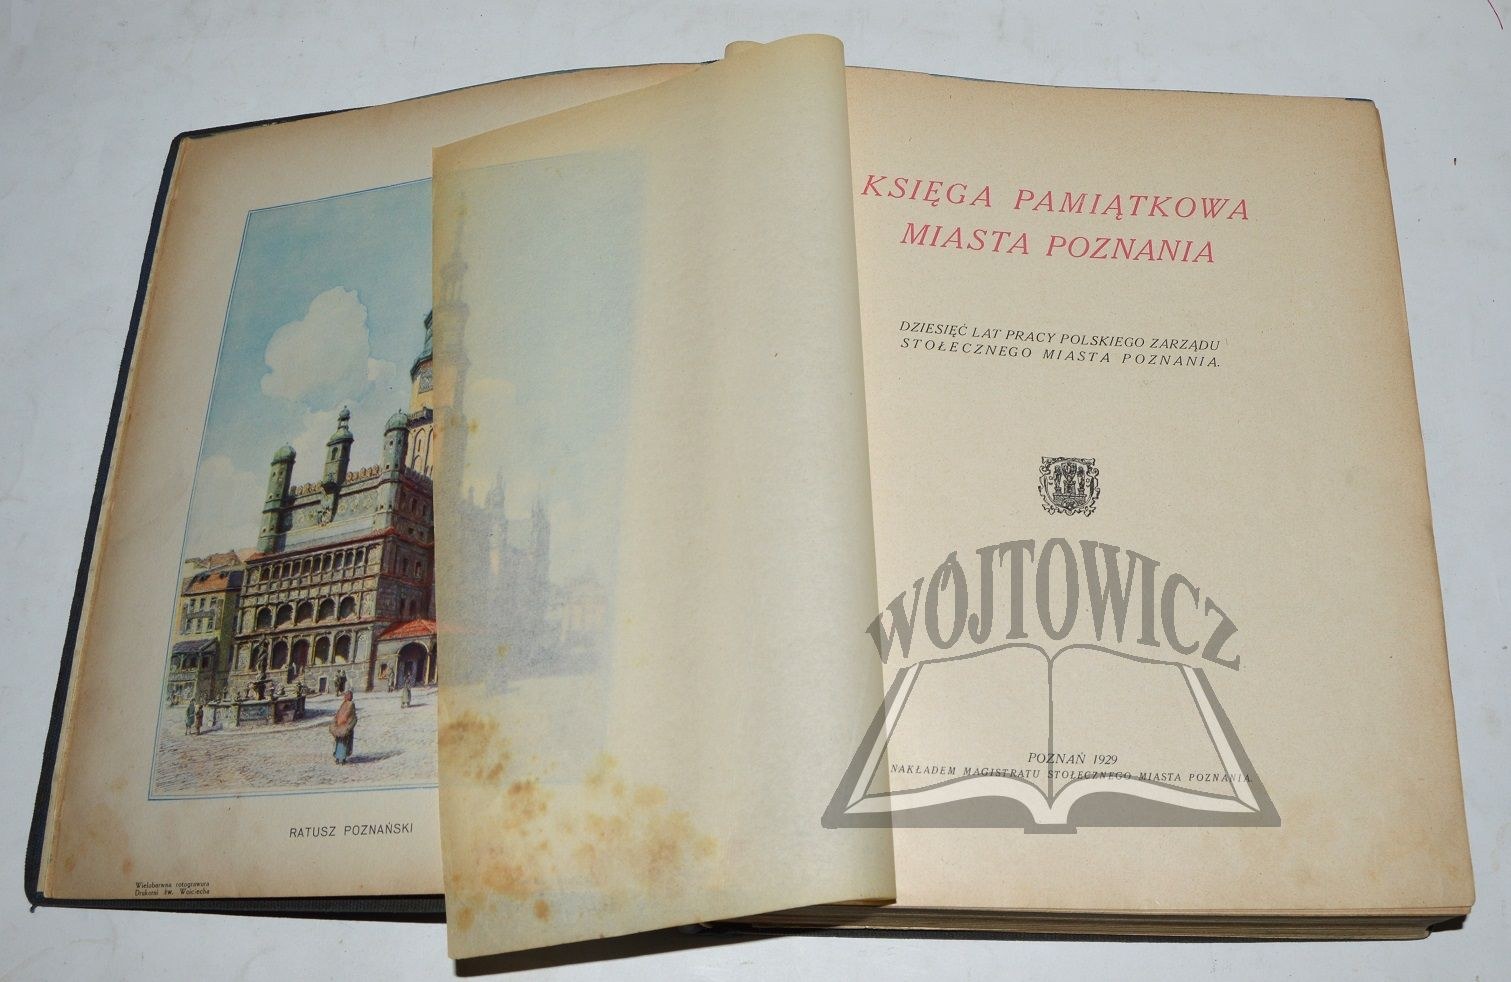 RATUSZ POZNAŃSKI
Wielobarwna rotograwura
Drukarni św. Wojciecha
KSIĘGA PAMIĄTKOWA
MIASTA POZNANIA
DZIESIĘĆ LAT PRACY POLSKIEGO ZARZĄDU
STOŁECZNEGO MIASTA POZNANIA.
WÓJTOWICZ
POZNAŃ 1929
NAKŁADEM MAGISTRATU STOŁECZNEGO MIASTA POZNANIA.